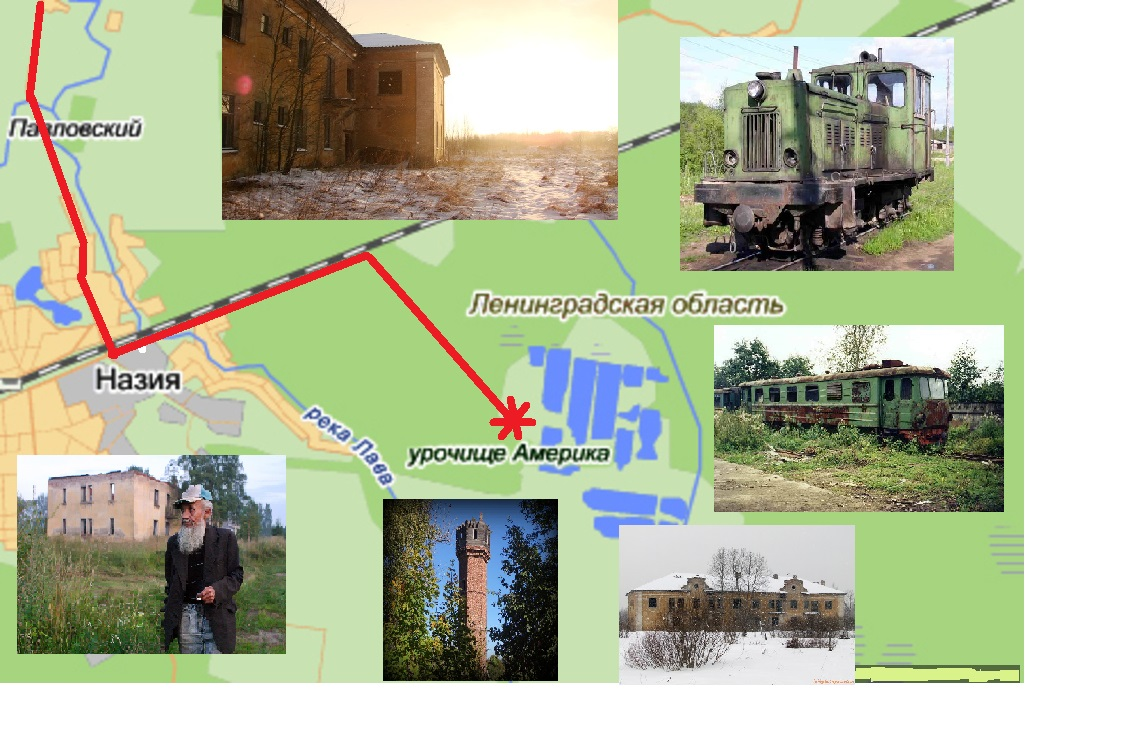 Павловский
Ленинградская область
Назия
река Лава
урочище Америка